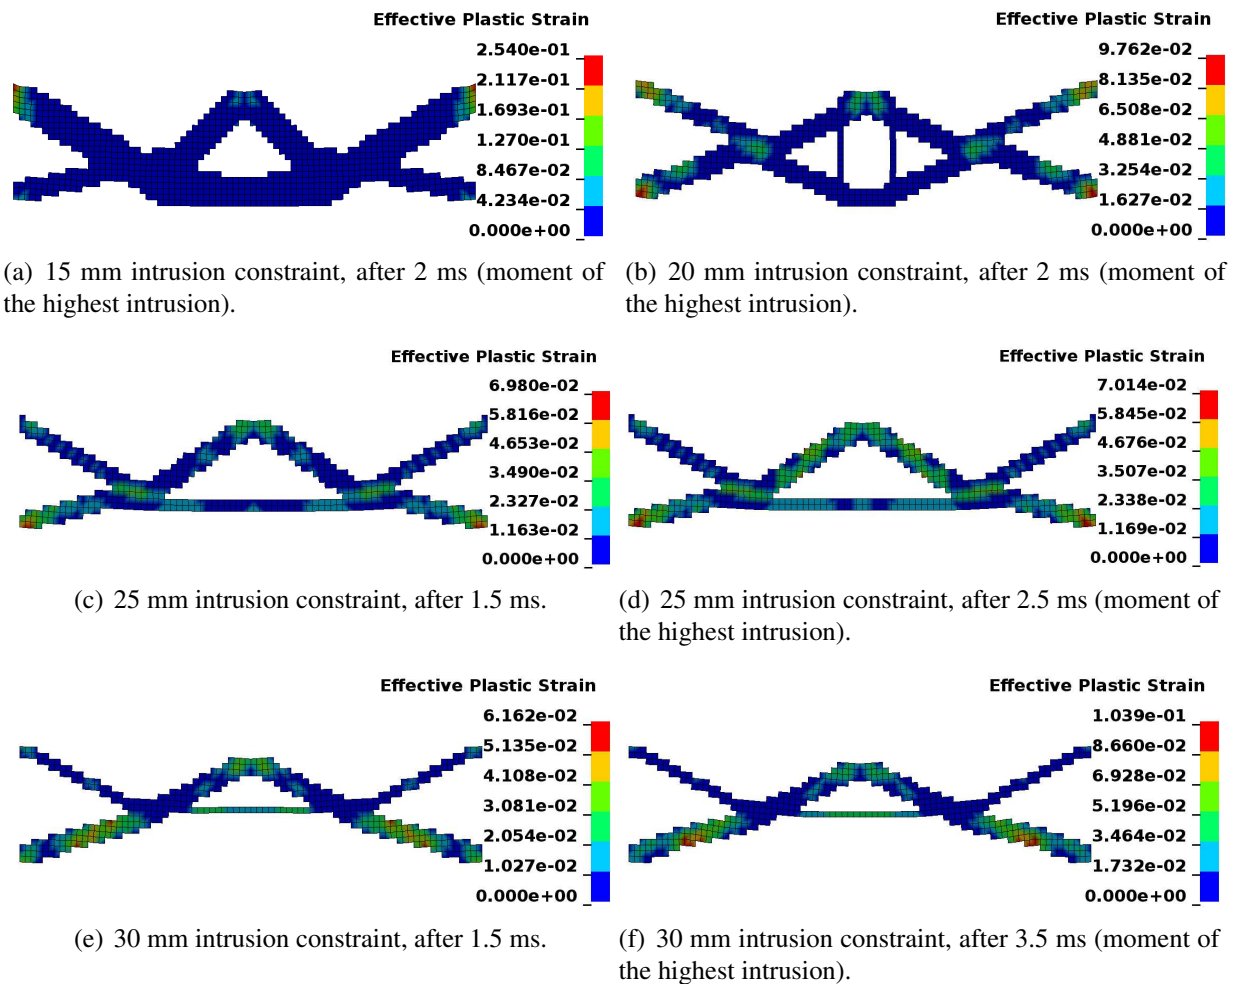 Effective Plastic Strain
2.540e-01
2.117e-01
1.693e-01
1.270e-01
8.467e-02
4.234e-02
0.000e+00
(a) 15 mm intrusion constraint, after 2 ms (moment of
the highest intrusion).
Effective Plastic Strain
9.762e-02
8.135e-02
6.508e-02
4.881e-02
3.254e-02
1.627e-02
0.000e+00
(b) 20 mm intrusion constraint, after 2 ms (moment of
the highest intrusion).
Effective Plastic Strain
6.980e-02
5.816e-02
4.653e-02
3.490e-02
2.327e-02
1.163e-02
0.000e+00
(c) 25 mm intrusion constraint, after 1.5 ms.
Effective Plastic Strain
7.014e-02
5.845e-02
4.676e-02
3.507e-02
2.338e-02
1.169e-02
0.000e+00
(d) 25 mm intrusion constraint, after 2.5 ms (moment of
the highest intrusion).
Effective Plastic Strain
6.162e-02
5.135e-02
4.108e-02
3.081e-02
2.054e-02
1.027e-02
0.000e+00
(e) 30 mm intrusion constraint, after 1.5 ms.
Effective Plastic Strain
1.039e-01
8.660e-02
6.928e-02
5.196e-02
3.464e-02
1.732e-02
0.000e+00
(f) 30 mm intrusion constraint, after 3.5 ms (moment of
the highest intrusion).